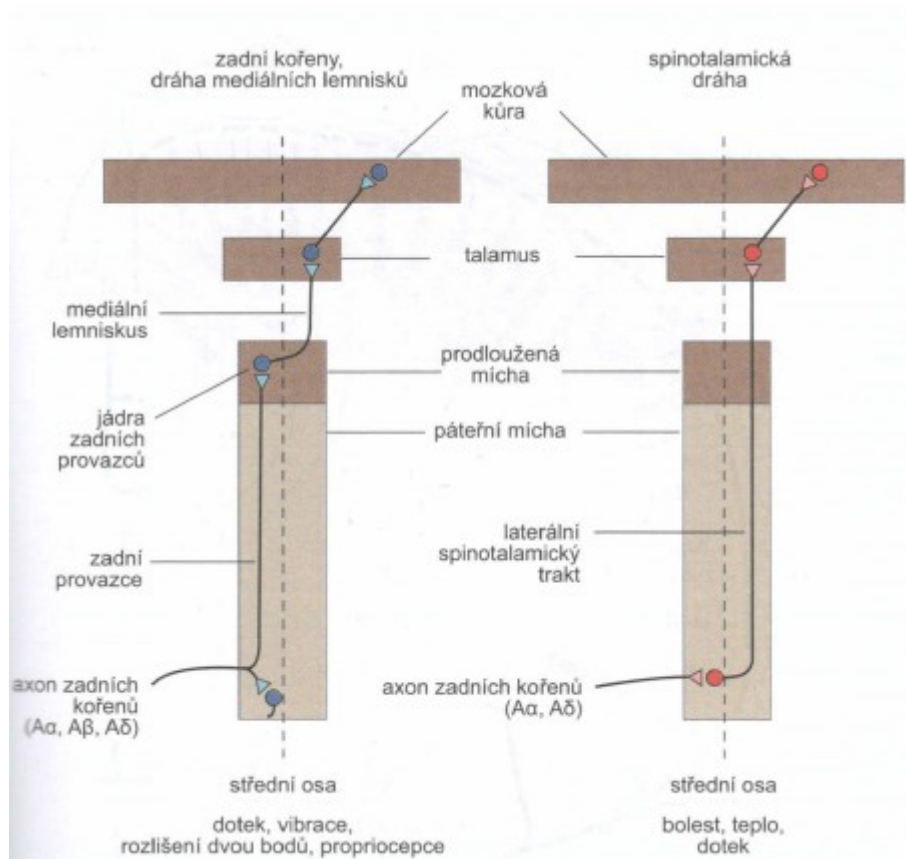 zadní kořeny,
dráha mediálních lemnisků
spinotalamická
dráha
mozková
kůra
talamus
mediální
lemniskus
prodloužená
mícha
jádra
zadních
provazců
páteřní mícha
zadní
provazce
laterální
spinotalamický
trakt
axon zadních
kořenů
(Aα, Aβ, Aδ)
axon zadních kořenů
(Aα, Aδ)
střední osa
střední osa
dotek, vibrace,
rozlišení dvou bodů, propriocepce
bolest, teplo,
dotek